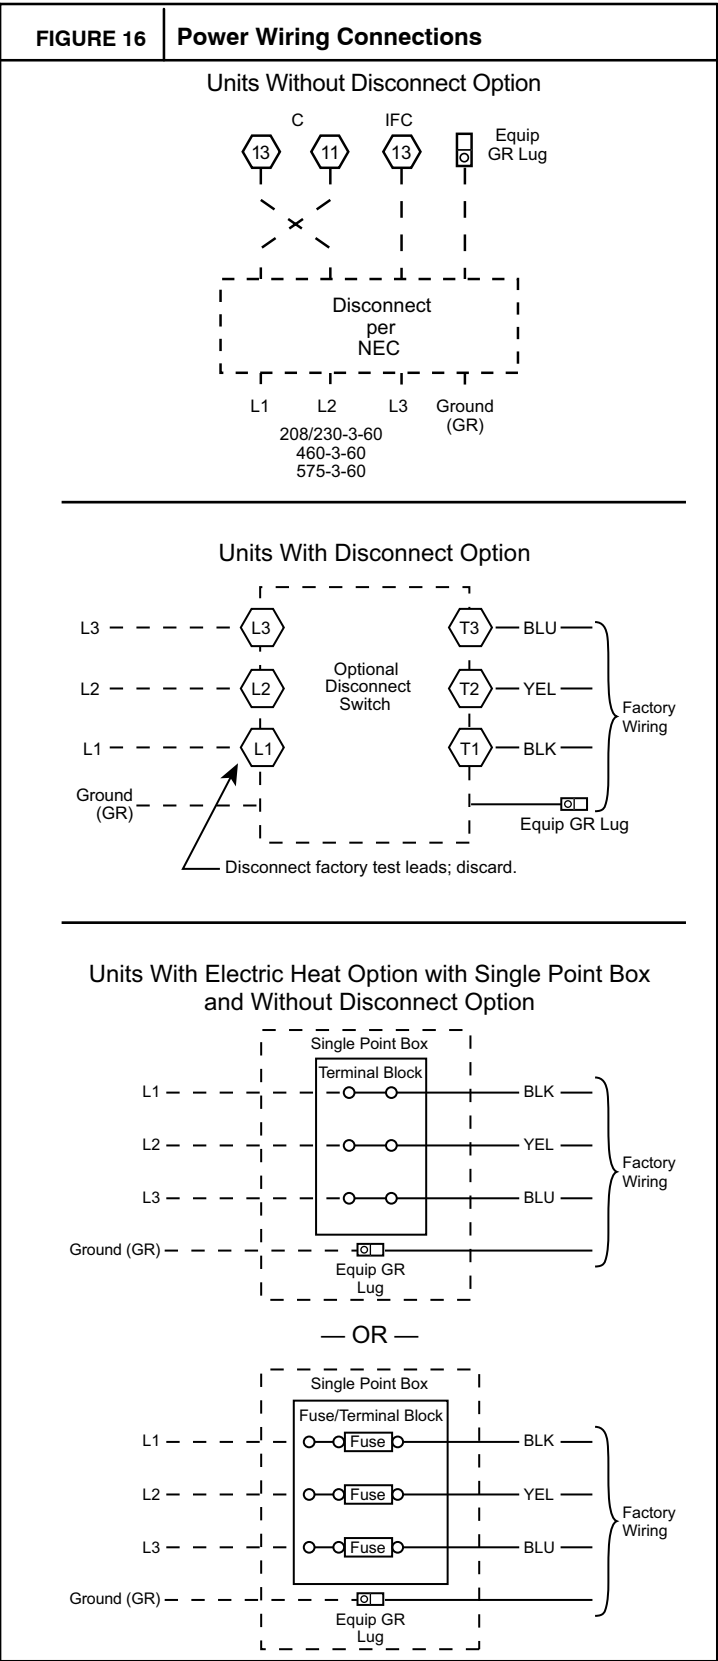 FIGURE 16
Power Wiring Connections
Units Without Disconnect Option
C
IFC
13
11
13
Equip
GR Lug
Disconnect
per
NEC
L1
L2
L3
Ground
(GR)
208/230-3-60
460-3-60
575-3-60
Units With Disconnect Option
L3
L3
T3
BLU
L2
L2
Optional
Disconnect
Switch
T2
YEL
L1
L1
T1
BLK
Factory
Wiring
Ground
(GR)
Equip GR Lug
Disconnect factory test leads; discard.
Units With Electric Heat Option with Single Point Box
and Without Disconnect Option
Single Point Box
Terminal Block
L1
BLK
L2
YEL
L3
BLU
Factory
Wiring
Ground (GR)
Equip GR
Lug
— OR —
Single Point Box
Fuse/Terminal Block
L1
Fuse
BLK
L2
Fuse
YEL
L3
Fuse
BLU
Factory
Wiring
Ground (GR)
Equip GR
Lug